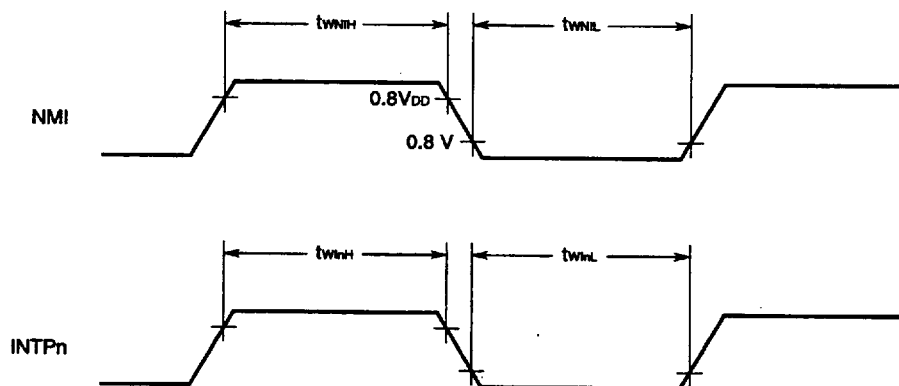 tWNIH tWNIL
NMI
0.8VDD
0.8 V
tWInH tWInL
INTPn